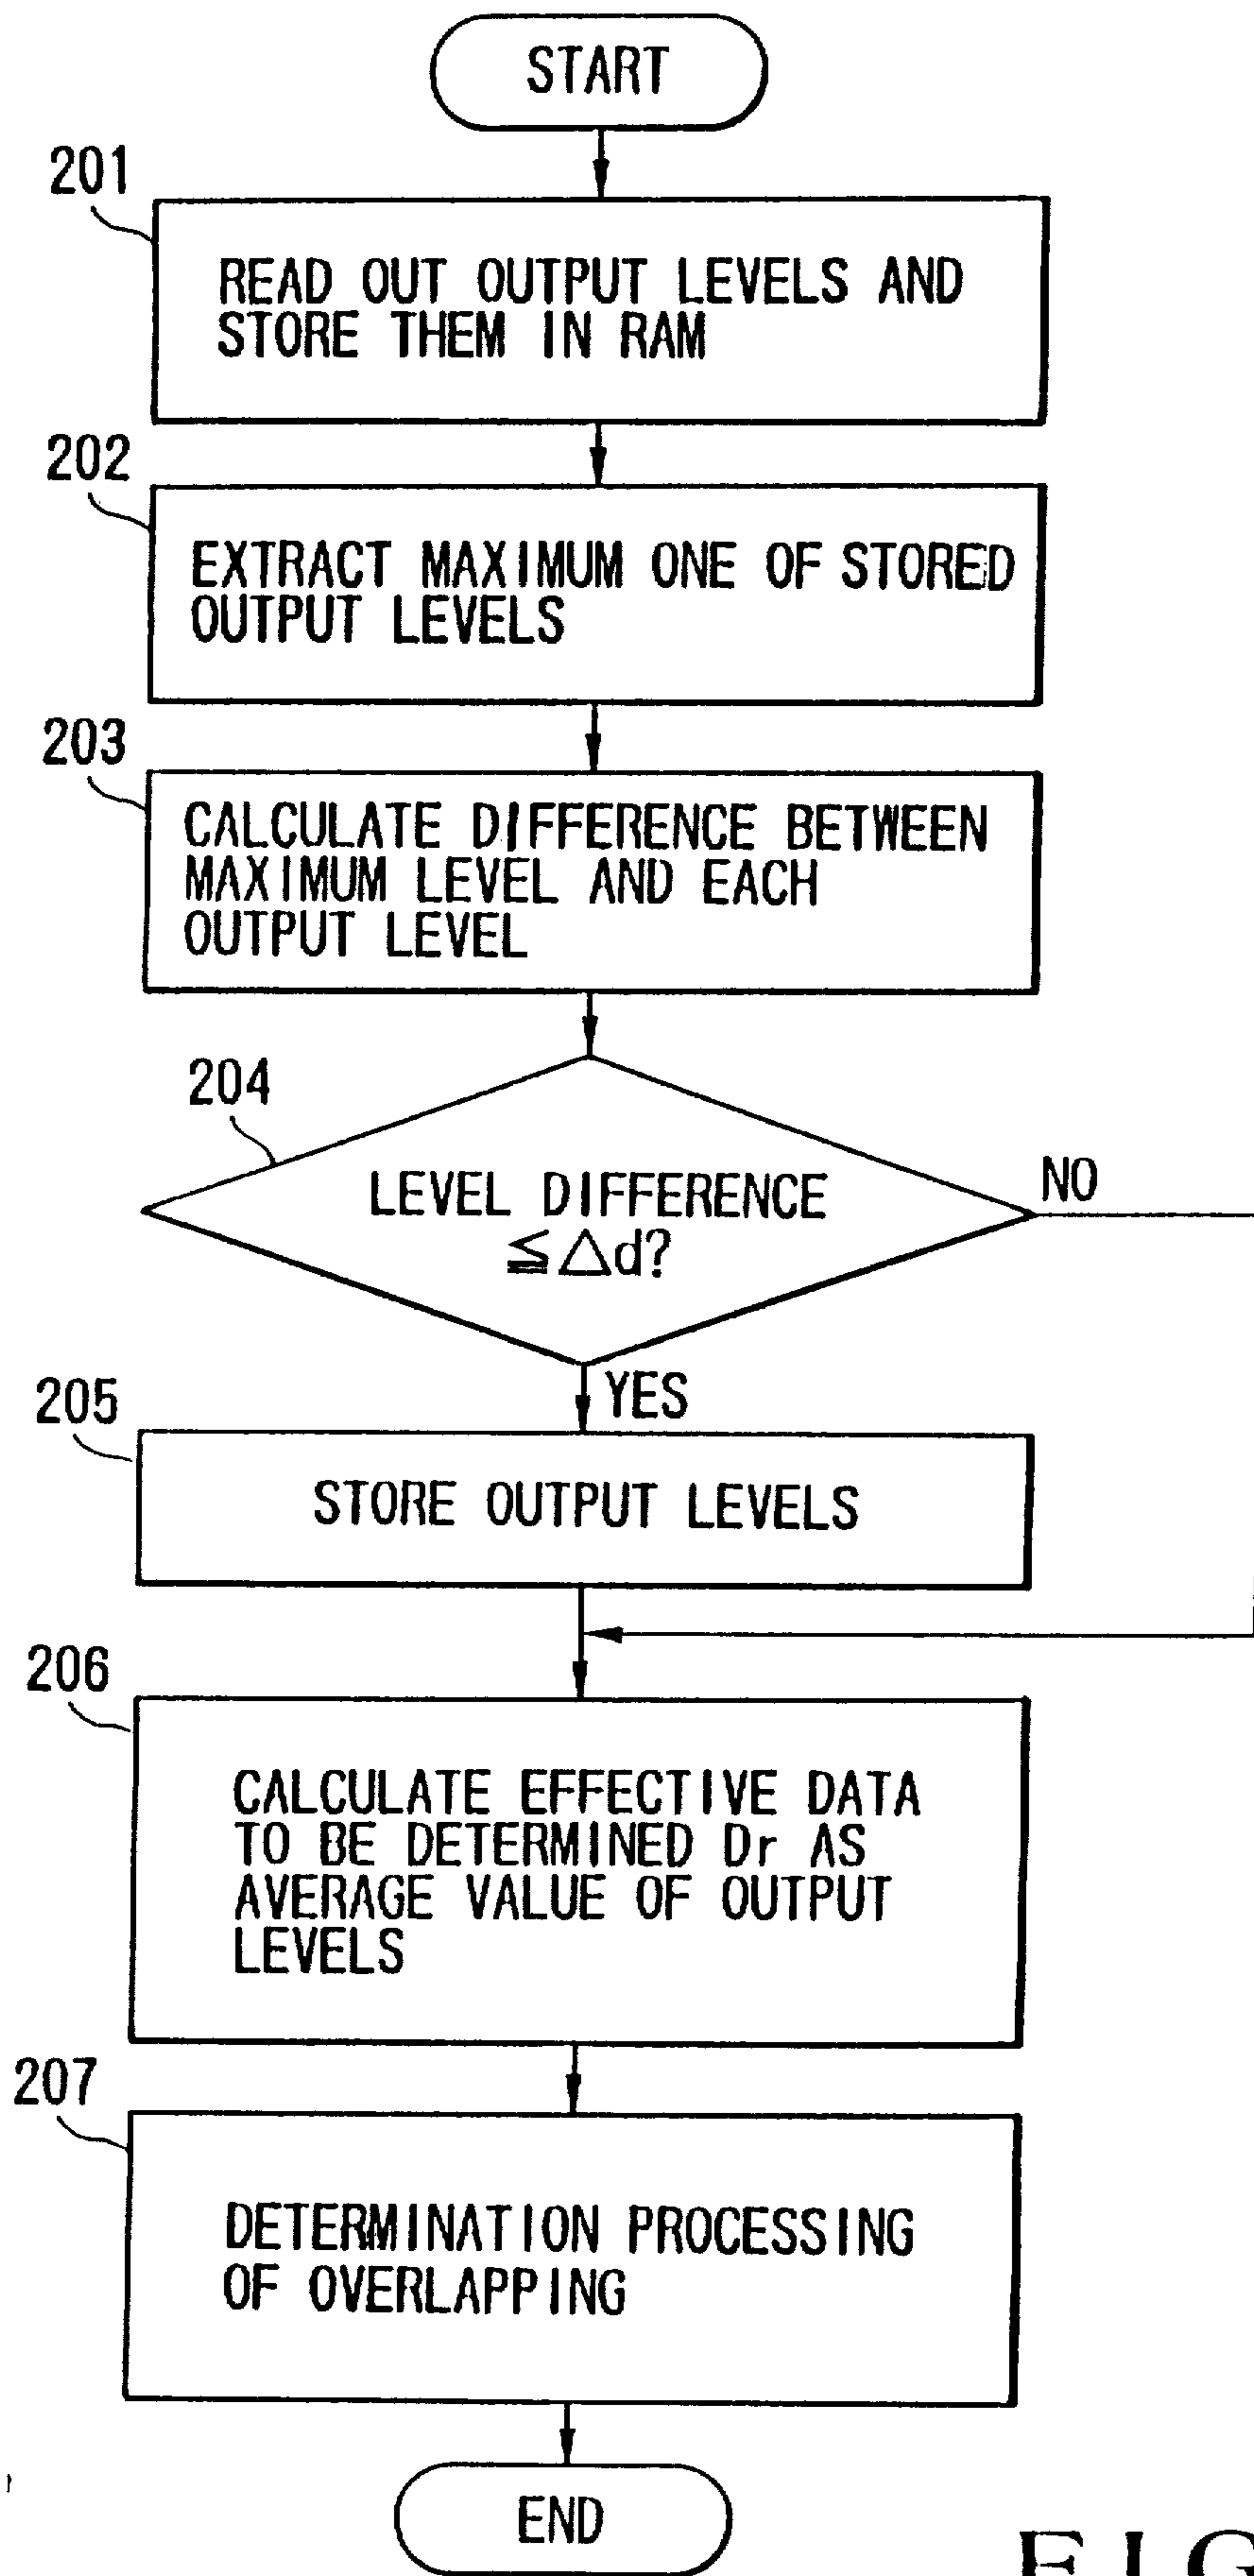 START
201
READ OUT OUTPUT LEVELS AND
STORE THEM IN RAM
202
EXTRACT MAXIMUM ONE OF STORED
OUTPUT LEVELS
203
CALCULATE DIFFERENCE BETWEEN
MAXIMUM LEVEL AND EACH
OUTPUT LEVEL
204
LEVEL DIFFERENCE
≦△d?
NO
YES
205
STORE OUTPUT LEVELS
206
CALCULATE EFFECTIVE DATA
TO BE DETERMINED Dr AS
AVERAGE VALUE OF OUTPUT
LEVELS
207
DETERMINATION PROCESSING
OF OVERLAPPING
END